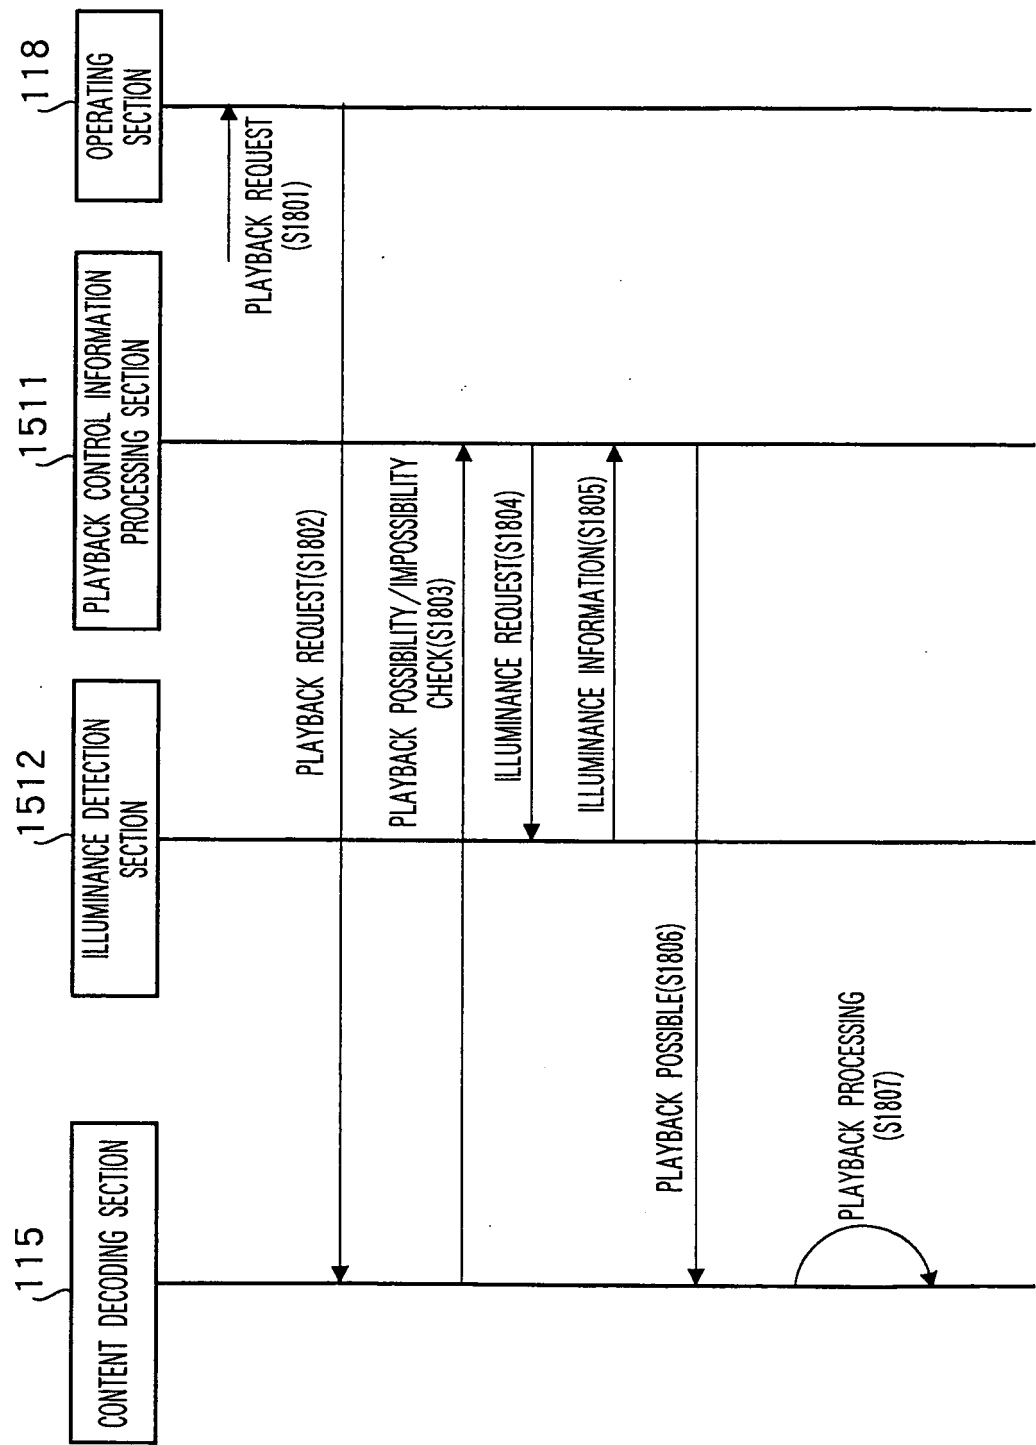 115
CONTENT DECODING SECTION
1512
ILLUMINANCE DETECTION
SECTION
1511
PLAYBACK CONTROL INFORMATION
PROCESSING SECTION
118
OPERATING
SECTION
PLAYBACK REQUEST
(S1801)
PLAYBACK REQUEST(S1802)
PLAYBACK POSSIBILITY/IMPOSSIBILITY
CHECK(S1803)
ILLUMINANCE REQUEST(S1804)
ILLUMINANCE INFORMATION(S1805)
PLAYBACK POSSIBLE(S1806)
PLAYBACK PROCESSING
(S1807)